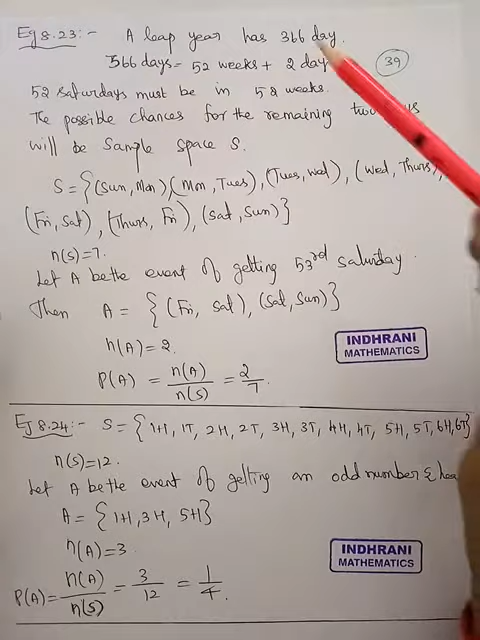 Eg 8.23:- A leap year has 366 day.
366 days = 52 weeks + 2 day
39
52 saturdays must be in 52 weeks.
The possible chances for the remaining two
will be Sample space S.
S = {(Sun, Mon), (Mon, Tues), (Tues, Wed), (Wed, Thurs),
(Fri, Sat), (Thurs, Fri), (Sat, Sun)}
n(S) = 7.
Let A be the event of getting 53rd saturday.
Then A = {(Fri, Sat), (Sat, Sun)}
n(A) = 2.
P(A) = n(A)/n(S) = 2/7.
INDHRANI
MATHEMATICS
Eg 8.24:- S = {1H, 1T, 2H, 2T, 3H, 3T, 4H, 4T, 5H, 5T, 6H, 6T}
n(S) = 12.
Let A be the event of getting an odd number &
A = {1H, 3H, 5H}
n(A) = 3.
INDHRANI
MATHEMATICS
P(A) = n(A)/n(S) = 3/12 = 1/4.